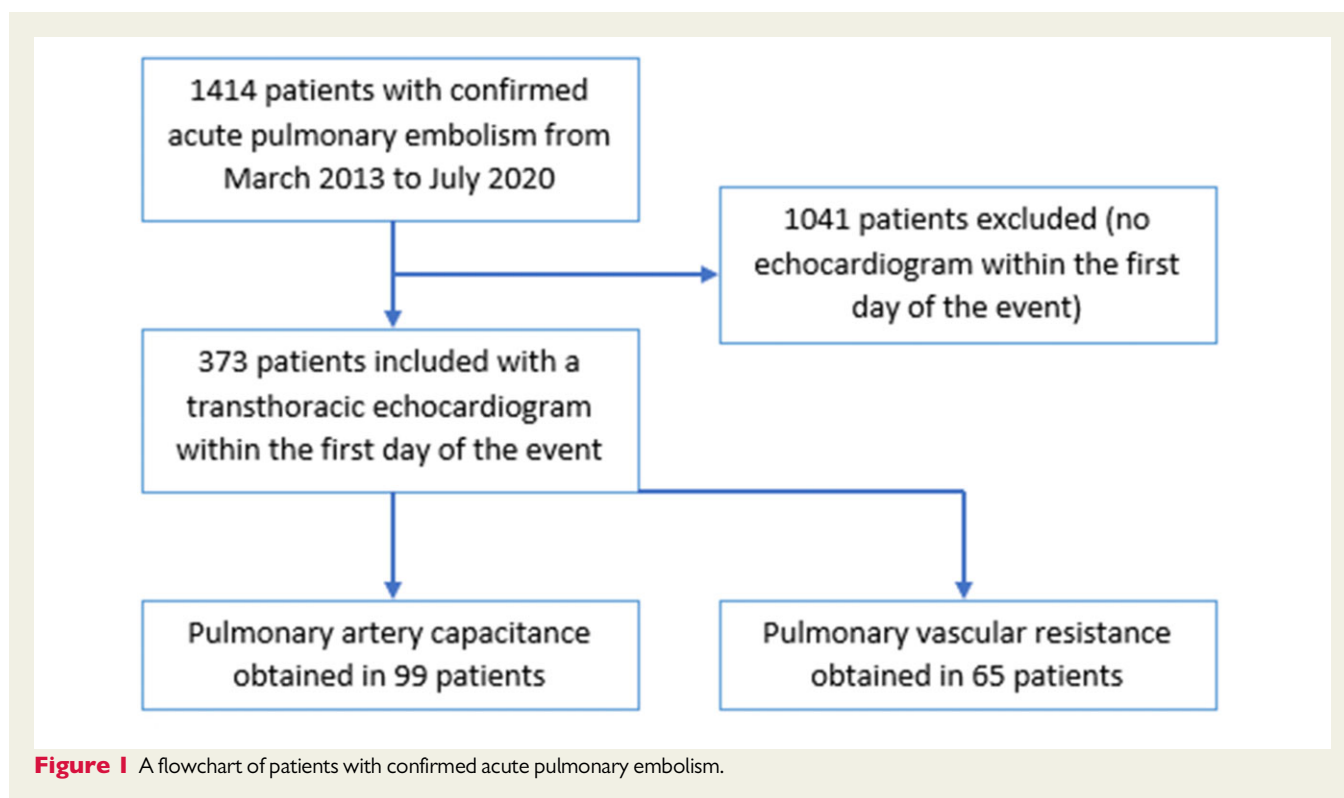 1414 patients with confirmed
acute pulmonary embolism from
March 2013 to July 2020
1041 patients excluded (no
echocardiogram within the first
day of the event)
373 patients included with a
transthoracic echocardiogram
within the first day of the event
Pulmonary artery capacitance
obtained in 99 patients
Pulmonary vascular resistance
obtained in 65 patients
Figure 1 A flowchart of patients with confirmed acute pulmonary embolism.